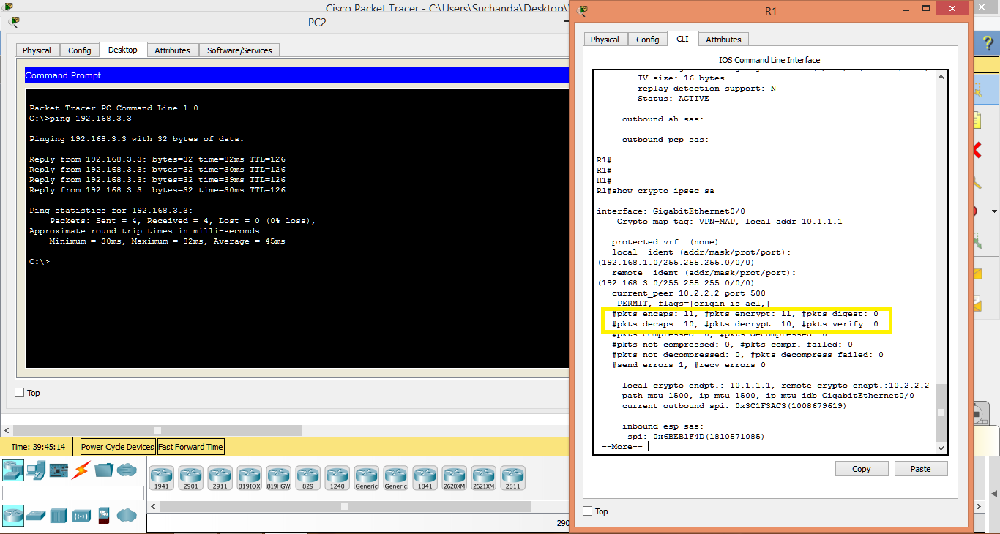 Cisco Packet Tracer - C:\Users\Suchanda\Desktop\
PC2
Physical
Config
Desktop
Attributes
Software/Services
Command Prompt
Packet Tracer PC Command Line 1.0
C:\>ping 192.168.3.3
Pinging 192.168.3.3 with 32 bytes of data:
Reply from 192.168.3.3: bytes=32 time=82ms TTL=126
Reply from 192.168.3.3: bytes=32 time=30ms TTL=126
Reply from 192.168.3.3: bytes=32 time=39ms TTL=126
Reply from 192.168.3.3: bytes=32 time=30ms TTL=126
Ping statistics for 192.168.3.3:
Packets: Sent = 4, Received = 4, Lost = 0 (0% loss),
Approximate round trip times in milli-seconds:
Minimum = 30ms, Maximum = 82ms, Average = 45ms
C:\>
Top
Time: 39:45:14
Power Cycle Devices
Fast Forward Time
1941
2901
2911
819IOX
819HGW
829
1240
Generic
Generic
1841
2620XM
2621XM
2811
290
R1
Physical
Config
CLI
Attributes
IOS Command Line Interface
IV size: 16 bytes
replay detection support: N
Status: ACTIVE
outbound ah sas:
outbound pcp sas:
R1#
R1#
R1#
R1#show crypto ipsec sa
interface: GigabitEthernet0/0
Crypto map tag: VPN-MAP, local addr 10.1.1.1
protected vrf: (none)
local ident (addr/mask/prot/port):
(192.168.1.0/255.255.255.0/0/0)
remote ident (addr/mask/prot/port):
(192.168.3.0/255.255.255.0/0/0)
current_peer 10.2.2.2 port 500
PERMIT, flags={origin_is_acl,}
#pkts encaps: 11, #pkts encrypt: 11, #pkts digest: 0
#pkts decaps: 10, #pkts decrypt: 10, #pkts verify: 0
#pkts compressed: 0, #pkts decompressed: 0
#pkts not compressed: 0, #pkts compr. failed: 0
#pkts not decompressed: 0, #pkts decompress failed: 0
#send errors 1, #recv errors 0
local crypto endpt.: 10.1.1.1, remote crypto endpt.:10.2.2.2
path mtu 1500, ip mtu 1500, ip mtu idb GigabitEthernet0/0
current outbound spi: 0x3C1F3AC3(1008679619)
inbound esp sas:
spi: 0x6BEB1F4D(1810571085)
--More--
Copy
Paste
Top